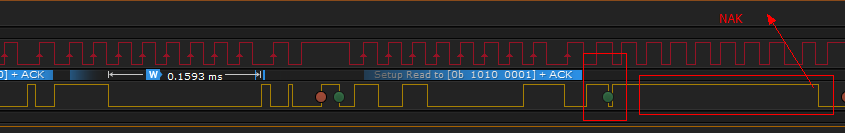 NAK
0] + ACK
W 0.1593 ms
Setup Read to [0b 1010 0001] + ACK